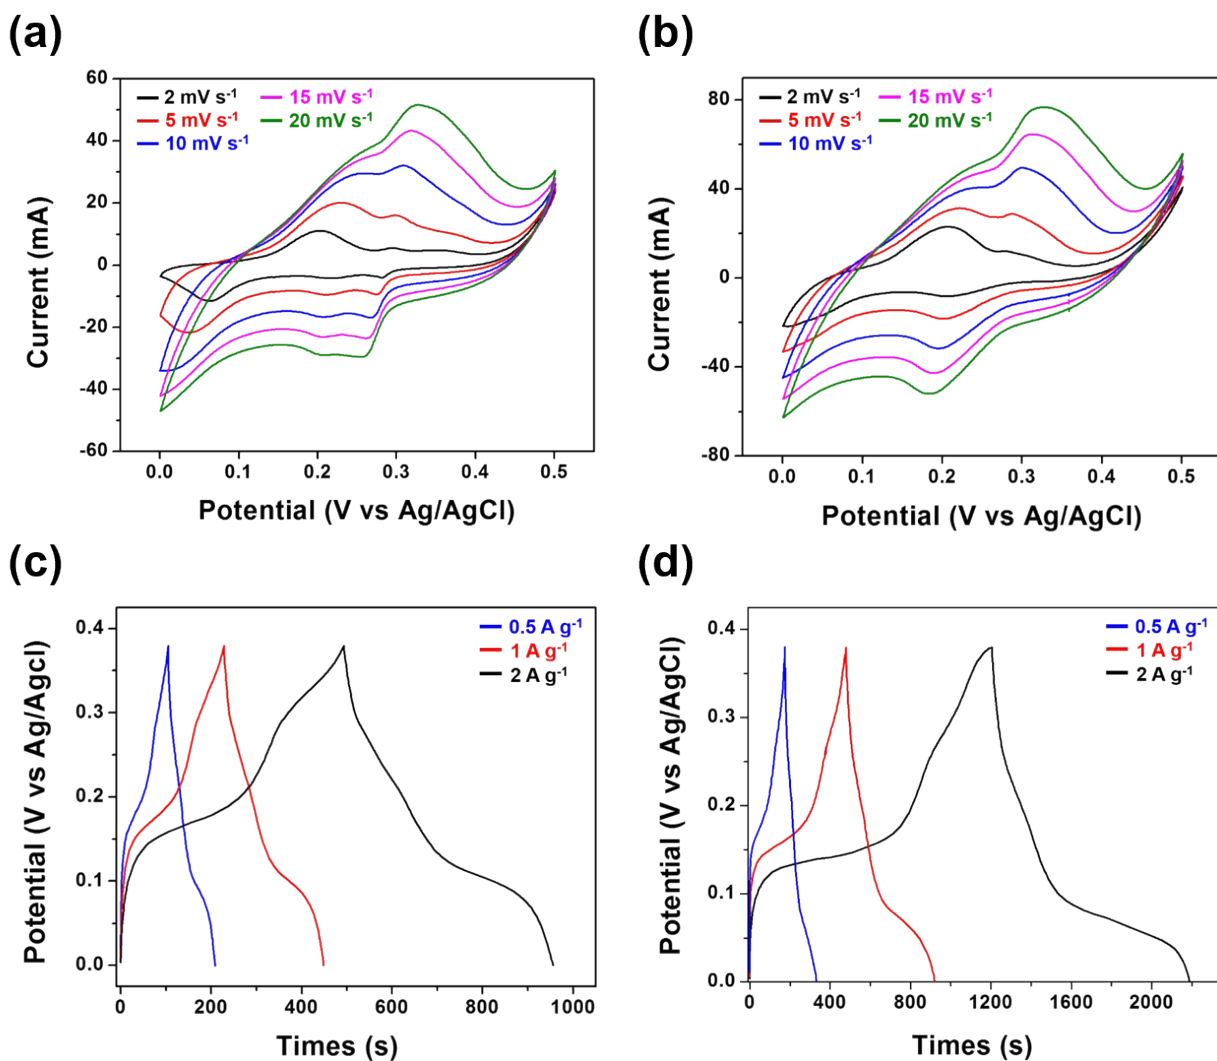 (a)
(b)
2 mV s⁻¹ 15 mV s⁻¹
5 mV s⁻¹ 20 mV s⁻¹
10 mV s⁻¹
60
40
20
0
-20
-40
-60
Current (mA)
0.0 0.1 0.2 0.3 0.4 0.5
Potential (V vs Ag/AgCl)
2 mV s⁻¹ 15 mV s⁻¹
5 mV s⁻¹ 20 mV s⁻¹
10 mV s⁻¹
80
40
0
-40
-80
Current (mA)
0.0 0.1 0.2 0.3 0.4 0.5
Potential (V vs Ag/AgCl)
(c)
(d)
0.5 A g⁻¹
1 A g⁻¹
2 A g⁻¹
0.4
0.3
0.2
0.1
0.0
Potential (V vs Ag/Agcl)
0 200 400 600 800 1000
Times (s)
0.5 A g⁻¹
1 A g⁻¹
2 A g⁻¹
0.4
0.3
0.2
0.1
0.0
Potential (V vs Ag/AgCl)
0 400 800 1200 1600 2000
Times (s)